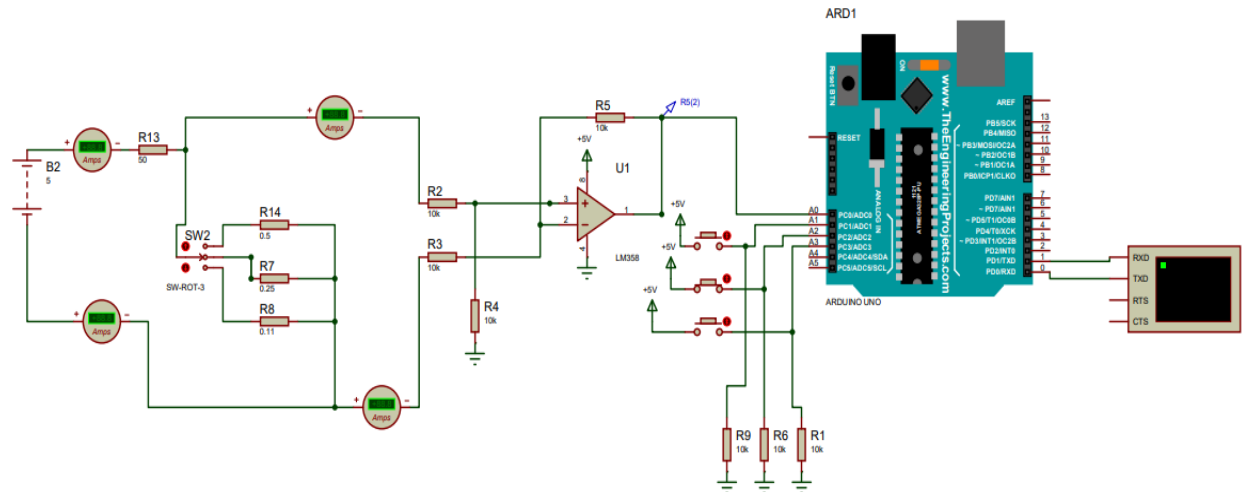 ARD1
Reset BTN
ON
www.TheEngineeringProjects.com
ANALOG IN
ATMEGA328P-PU
1121
RESET
AREF
PB5/SCK 13
PB4/MISO 12
~ PB3/MOSI/OC2A 11
~ PB2/OC1B 10
~ PB1/OC1A 9
PB0/ICP1/CLKO 8
PD7/AIN1 7
~ PD6/AIN1 6
~ PD5/T1/OC0B 5
PD4/T0/XCK 4
~ PD3/INT1/OC2B 3
PD2/INT0 2
PD1/TXD 1
PD0/RXD 0
A0 PC0/ADC0
A1 PC1/ADC1
A2 PC2/ADC2
A3 PC3/ADC3
A4 PC4/ADC4/SDA
A5 PC5/ADC5/SCL
ARDUINO UNO
RXD
TXD
RTS
CTS
B2
5
+ - Amps
R13
50
+ - Amps
R14
0.5
SW2
SW-ROT-3
R7
0.25
R8
0.11
+ - Amps
+ - Amps
R2
10k
R3
10k
R4
10k
R5
10k
R5(2)
+5V
U1
8
3
2
1
4
LM358
+5V
+5V
+5V
R9
10k
R6
10k
R1
10k